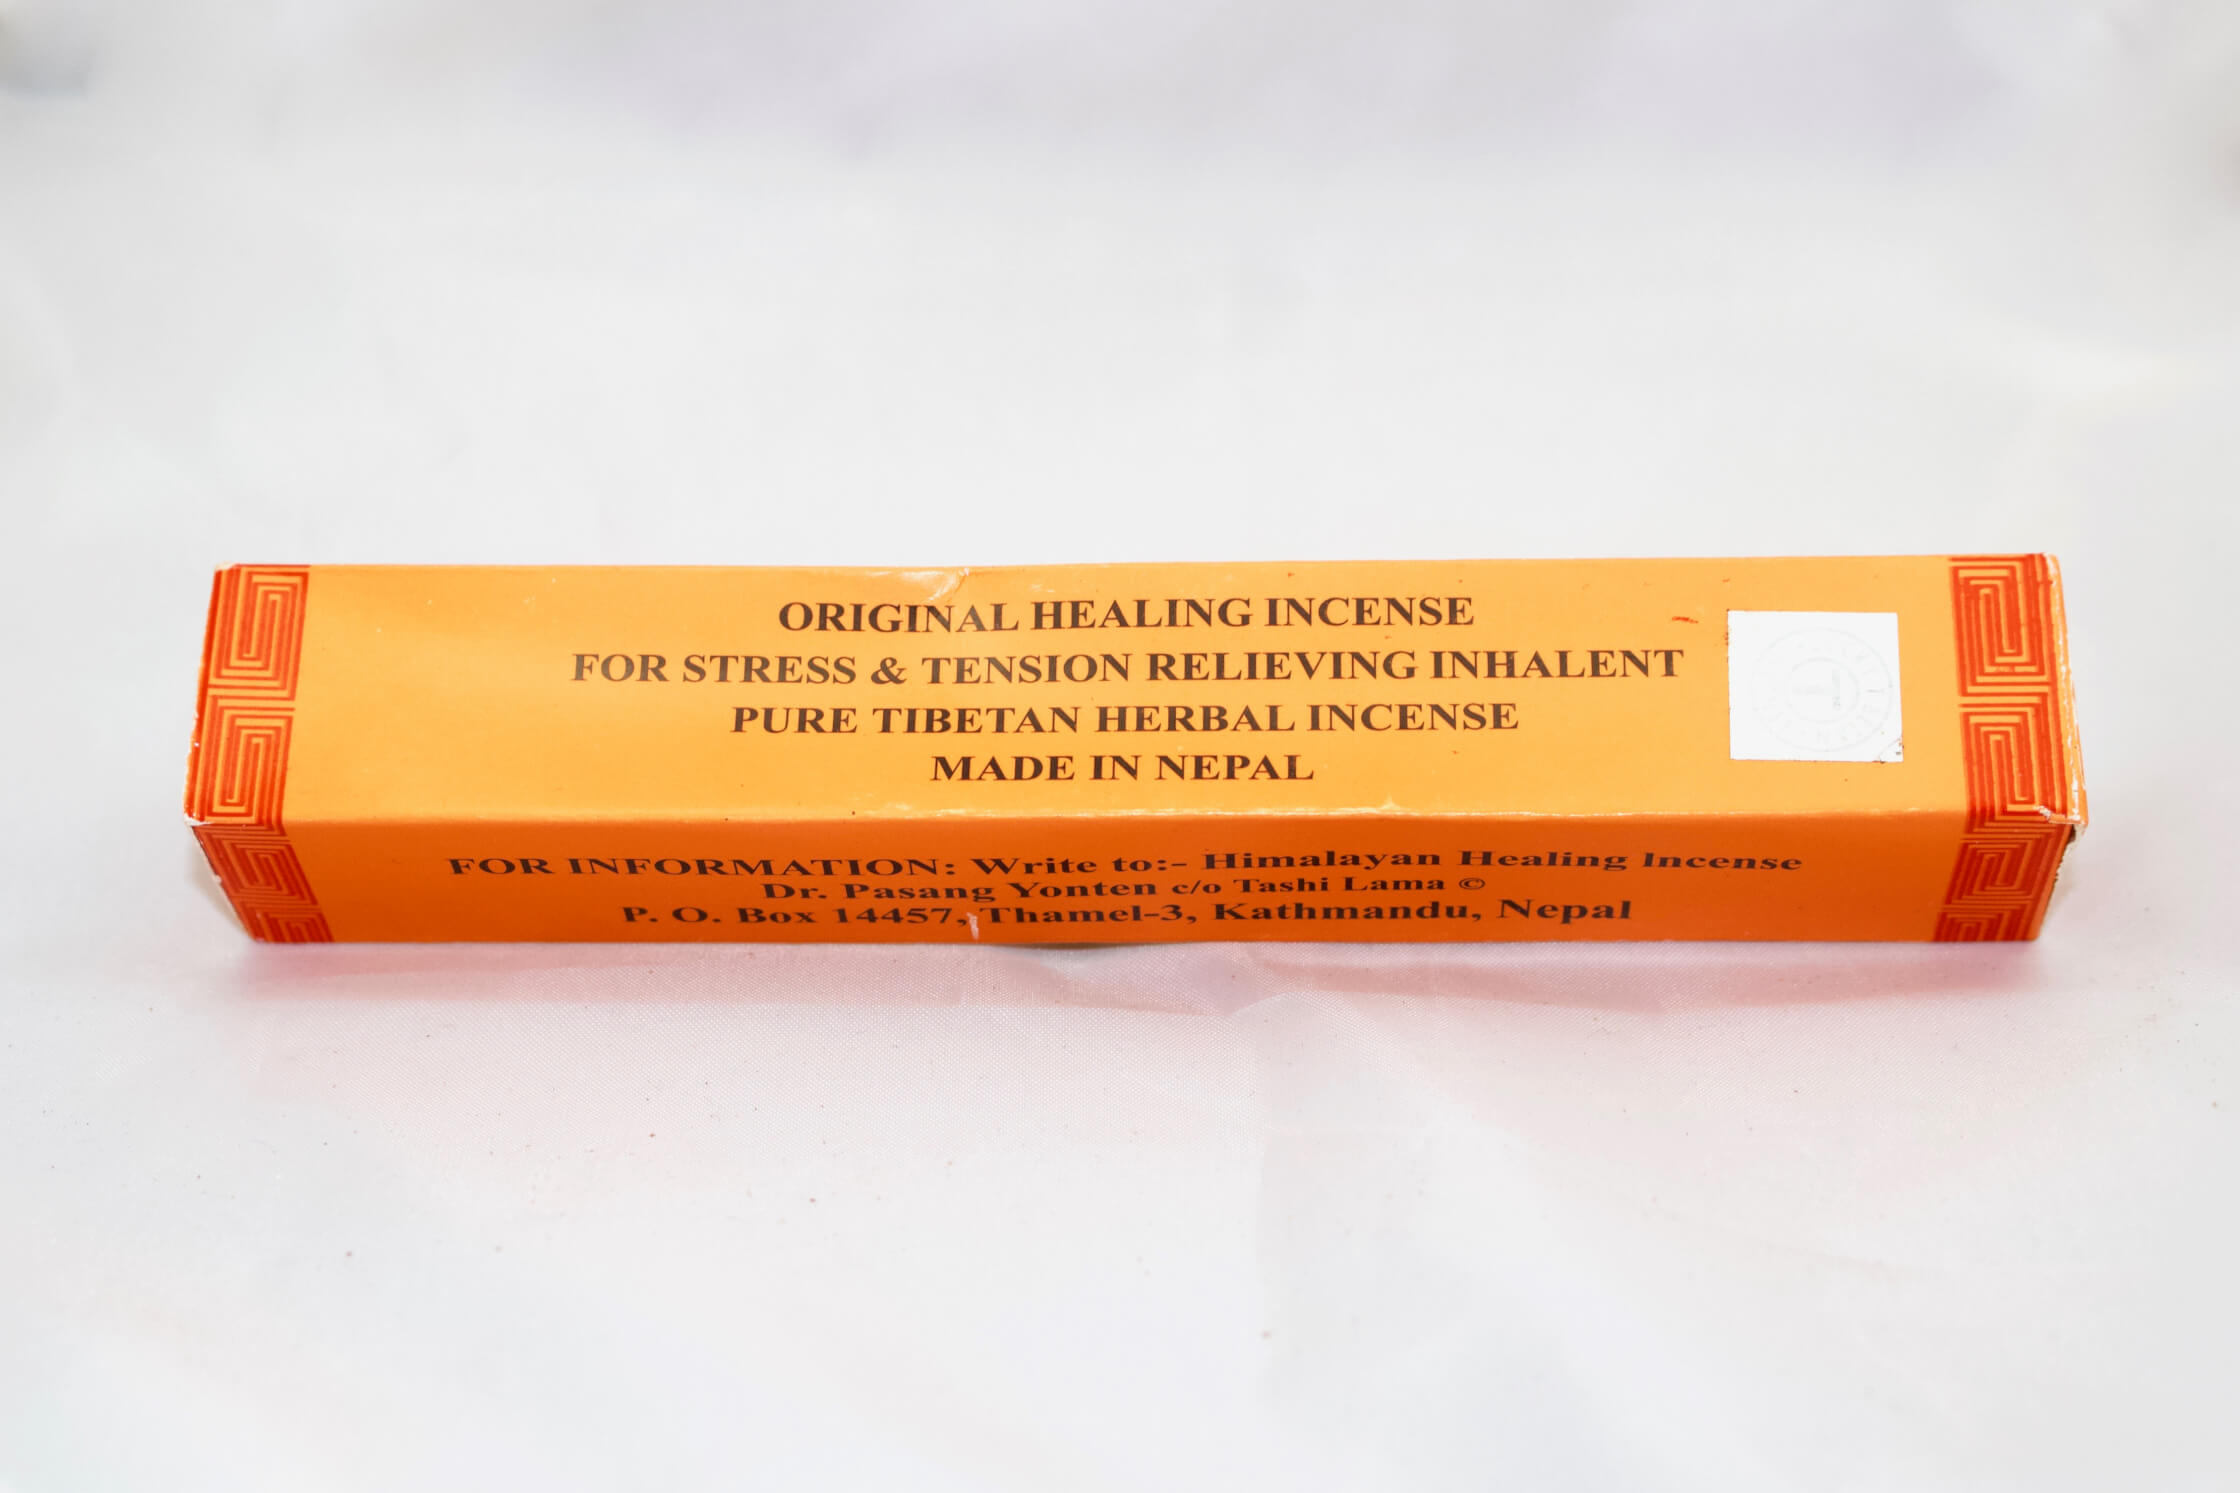 ORIGINAL HEALING INCENSE
FOR STRESS & TENSION RELIEVING INHALENT
PURE TIBETAN HERBAL INCENSE
MADE IN NEPAL
FOR INFORMATION: Write to:- Himalayan Healing Incense
Dr. Pasang Yonten c/o Tashi Lama ©
P. O. Box 14457, Thamel-3, Kathmandu, Nepal